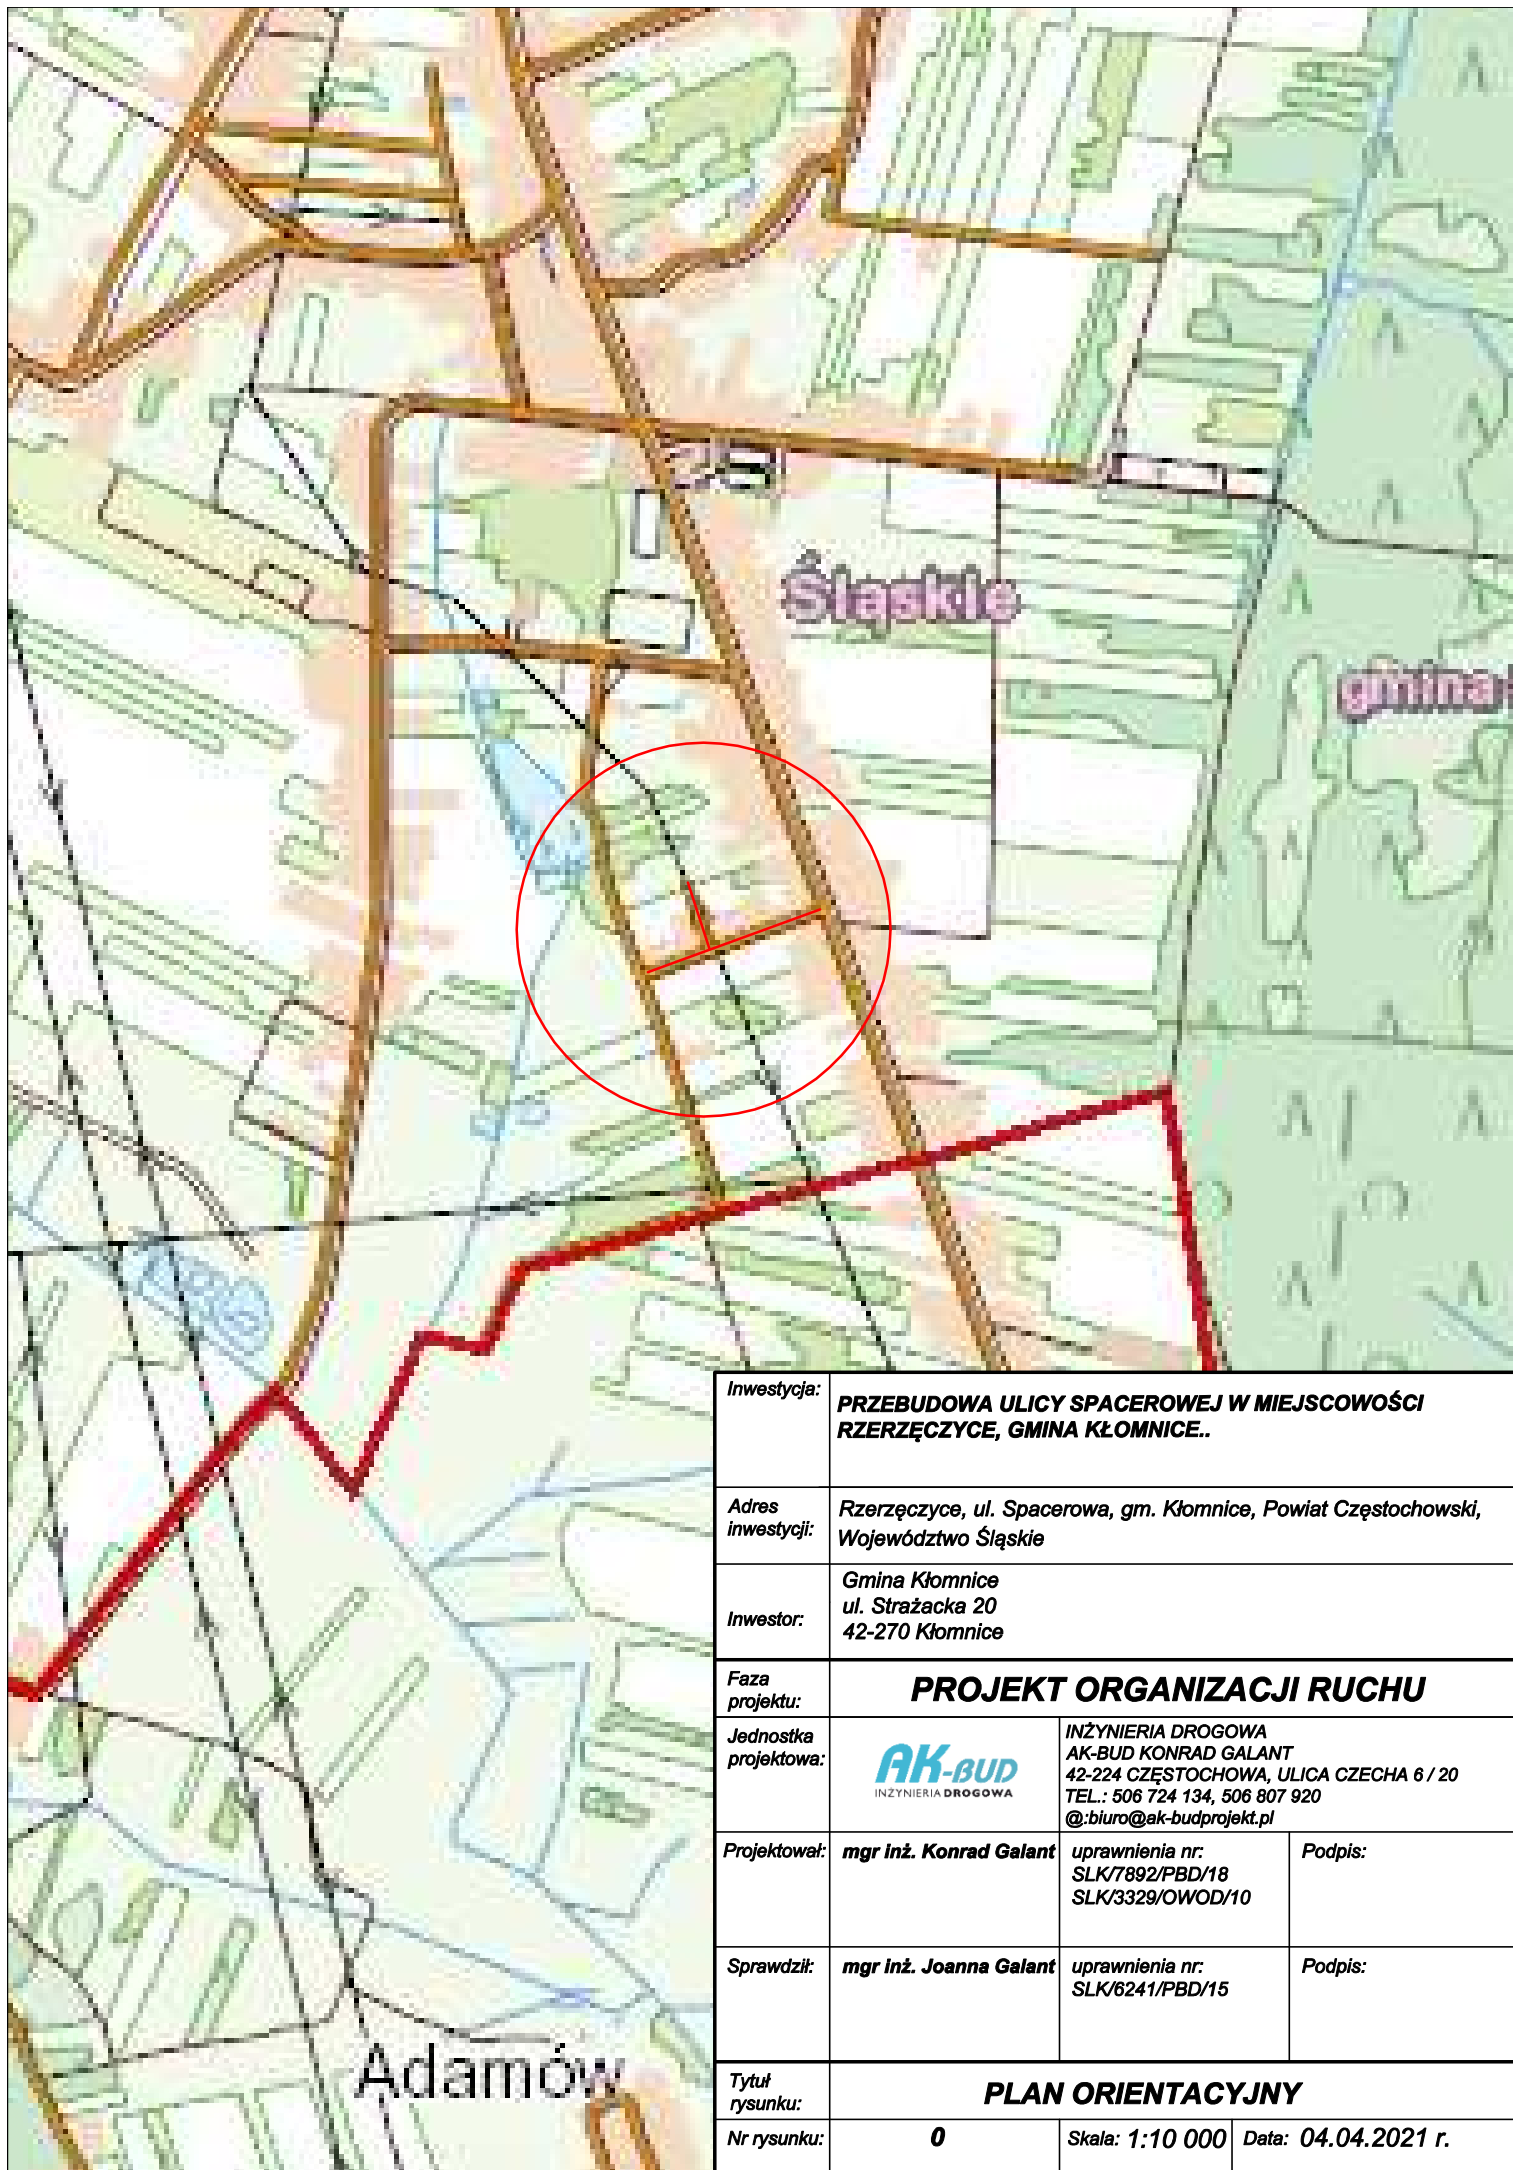 Śląskie
gmina
Adamów
Inwestycja:
PRZEBUDOWA ULICY SPACEROWEJ W MIEJSCOWOŚCI
RZERZĘCZYCE, GMINA KŁOMNICE..
Adres
inwestycji:
Rzerzęczyce, ul. Spacerowa, gm. Kłomnice, Powiat Częstochowski,
Województwo Śląskie
Inwestor:
Gmina Kłomnice
ul. Strażacka 20
42-270 Kłomnice
Faza
projektu:
PROJEKT ORGANIZACJI RUCHU
Jednostka
projektowa:
AK-BUD
INŻYNIERIA DROGOWA
INŻYNIERIA DROGOWA
AK-BUD KONRAD GALANT
42-224 CZĘSTOCHOWA, ULICA CZECHA 6 / 20
TEL.: 506 724 134, 506 807 920
@:biuro@ak-budprojekt.pl
Projektował:
mgr inż. Konrad Galant
uprawnienia nr:
SLK/7892/PBD/18
SLK/3329/OWOD/10
Podpis:
Sprawdził:
mgr inż. Joanna Galant
uprawnienia nr:
SLK/6241/PBD/15
Podpis:
Tytuł
rysunku:
PLAN ORIENTACYJNY
Nr rysunku:
0
Skala: 1:10 000
Data: 04.04.2021 r.